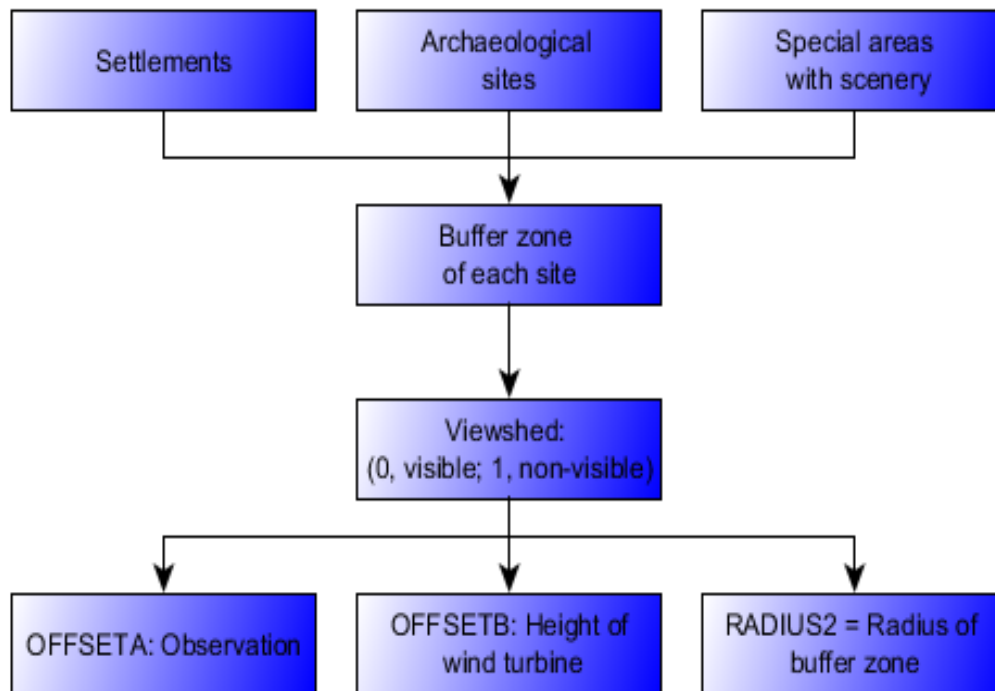 Settlements
Archaeological
sites
Special areas
with scenery
Buffer zone
of each site
Viewshed:
(0, visible; 1, non-visible)
OFFSETA: Observation
OFFSETB: Height of
wind turbine
RADIUS2 = Radius of
buffer zone